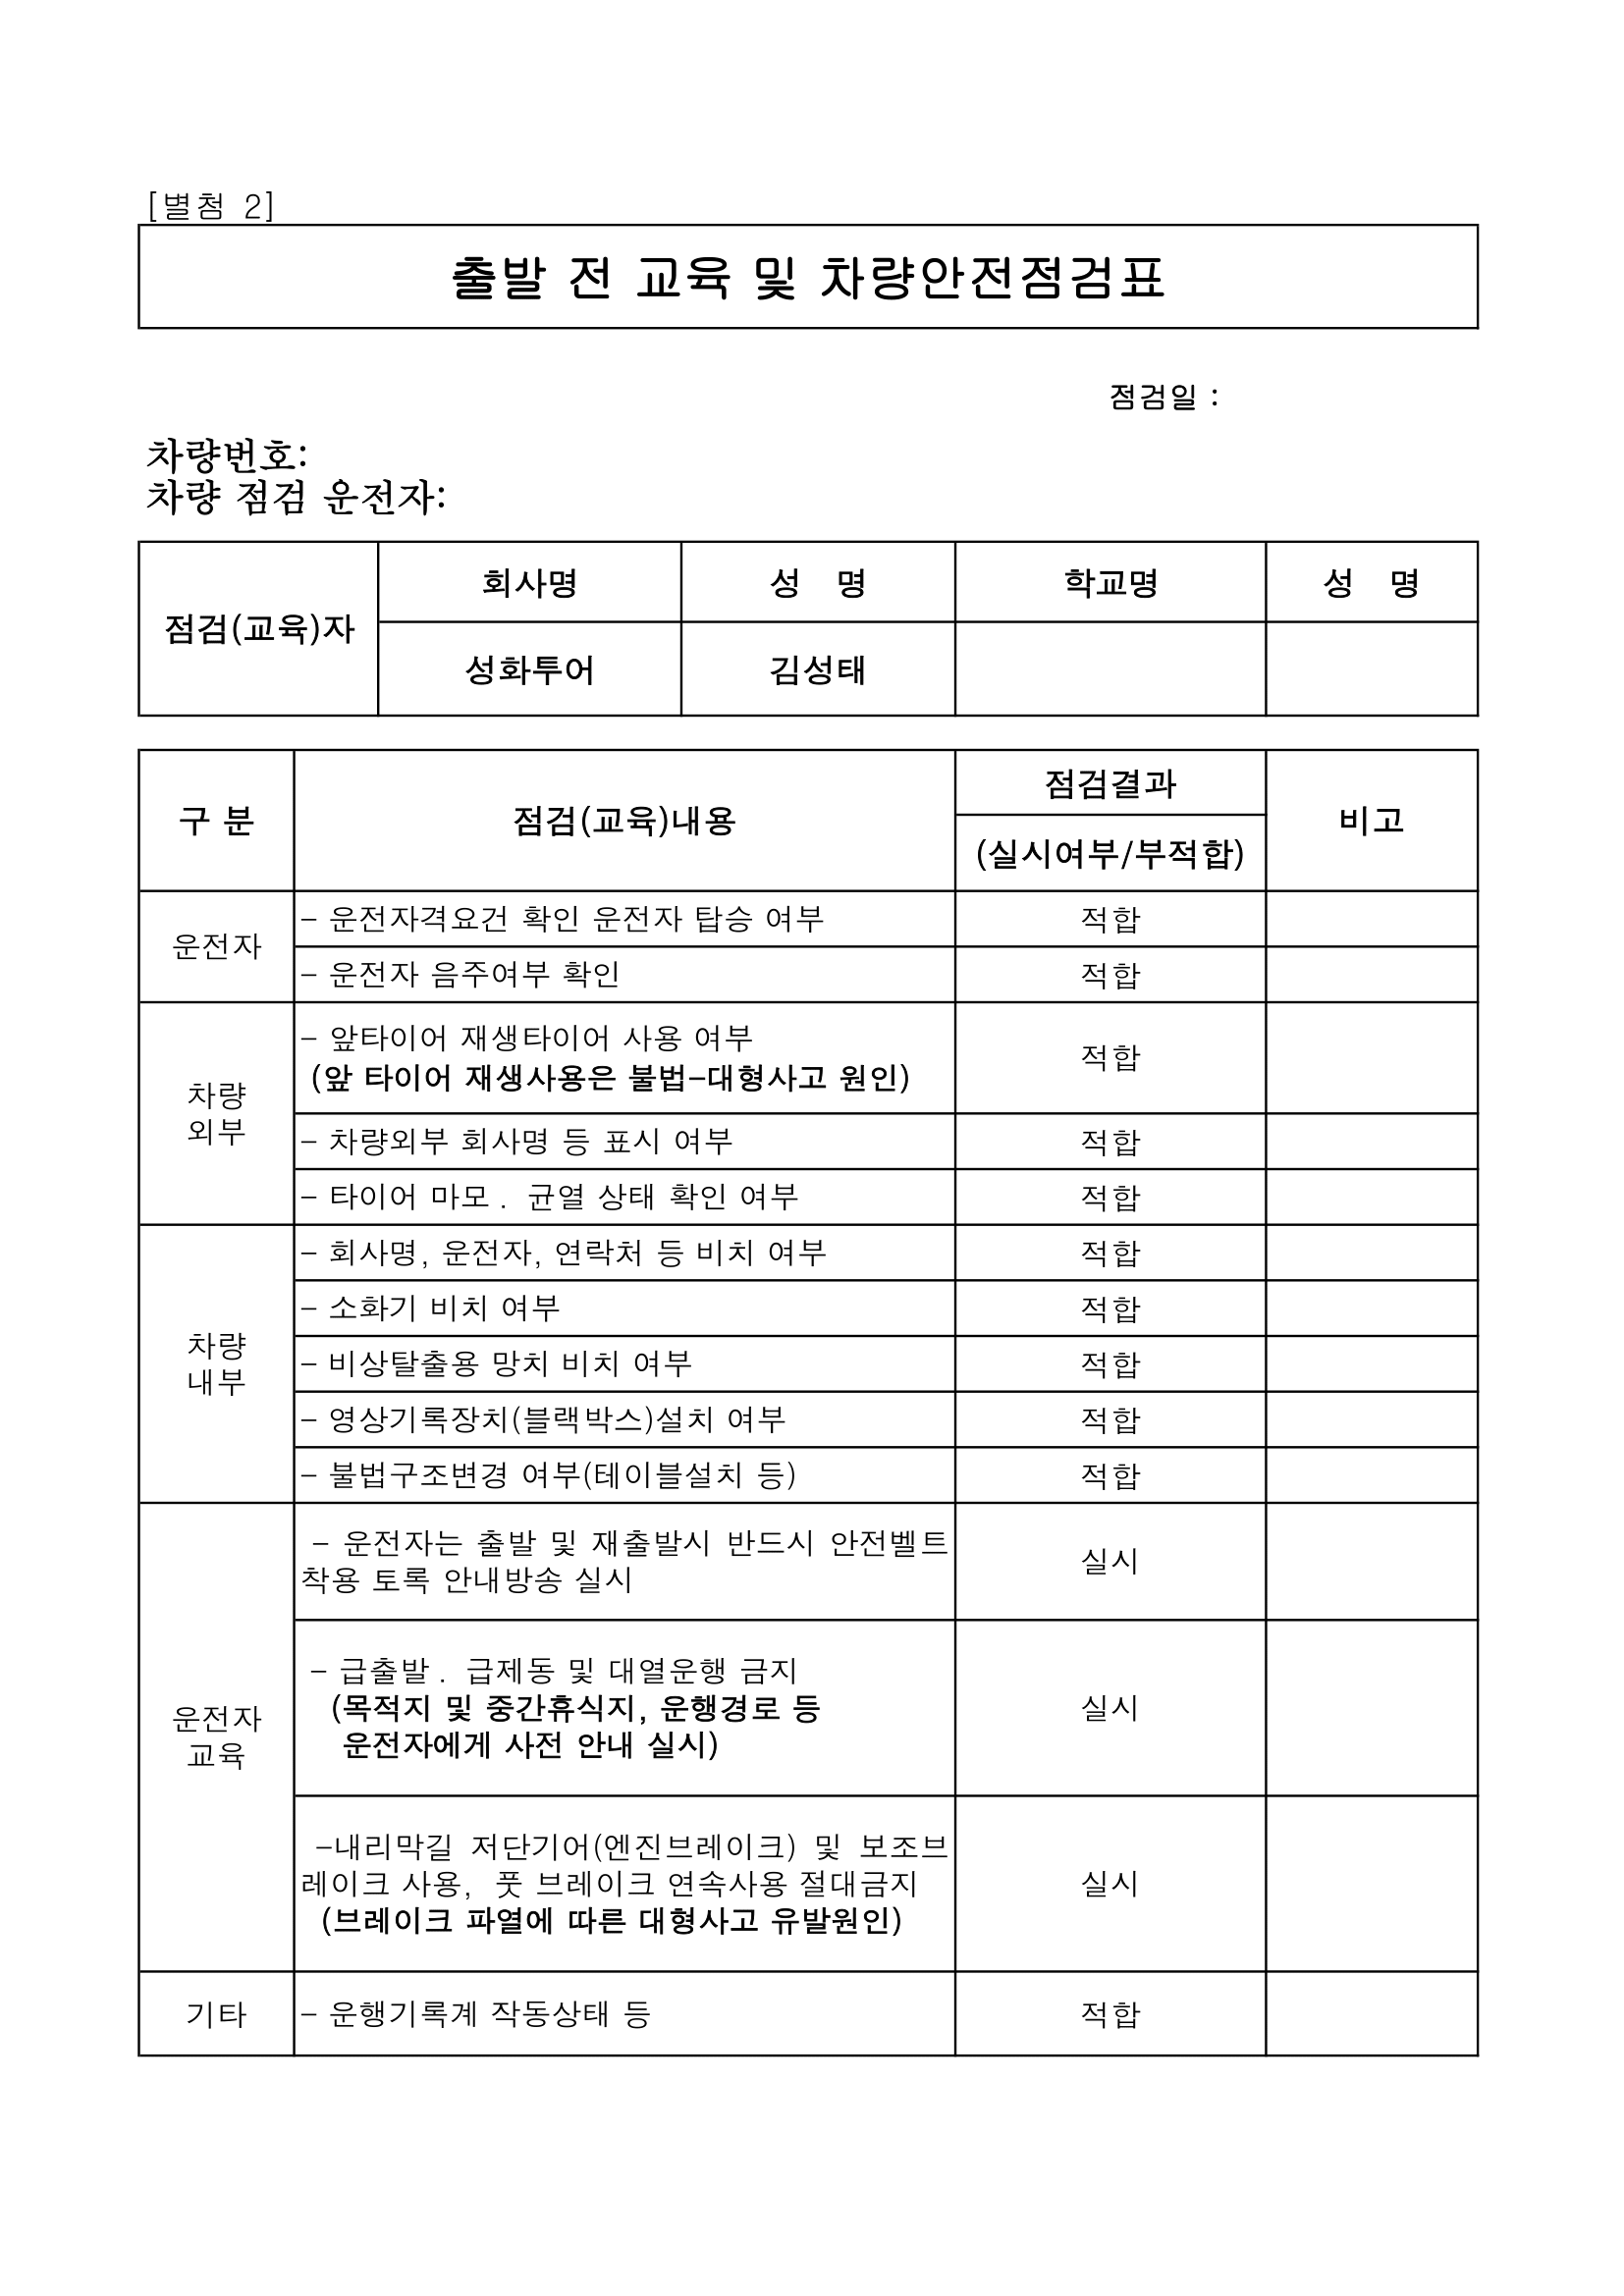 [별첨 2]
출발 전 교육 및 차량안전점검표
점검일 :
차량번호:
차량 점검 운전자:
점검(교육)자
회사명
성 명
학교명
성 명
성화투어
김성태
구 분
점검(교육)내용
점검결과
(실시여부/부적합)
비고
운전자
- 운전자격요건 확인 운전자 탑승 여부
적합
- 운전자 음주여부 확인
적합
차량
외부
- 앞타이어 재생타이어 사용 여부
(앞 타이어 재생사용은 불법-대형사고 원인)
적합
- 차량외부 회사명 등 표시 여부
적합
- 타이어 마모 . 균열 상태 확인 여부
적합
차량
내부
- 회사명, 운전자, 연락처 등 비치 여부
적합
- 소화기 비치 여부
적합
- 비상탈출용 망치 비치 여부
적합
- 영상기록장치(블랙박스)설치 여부
적합
- 불법구조변경 여부(테이블설치 등)
적합
운전자
교육
- 운전자는 출발 및 재출발시 반드시 안전벨트
착용 토록 안내방송 실시
실시
- 급출발 . 급제동 및 대열운행 금지
(목적지 및 중간휴식지, 운행경로 등
운전자에게 사전 안내 실시)
실시
-내리막길 저단기어(엔진브레이크) 및 보조브
레이크 사용, 풋 브레이크 연속사용 절대금지
(브레이크 파열에 따른 대형사고 유발원인)
실시
기타
- 운행기록계 작동상태 등
적합